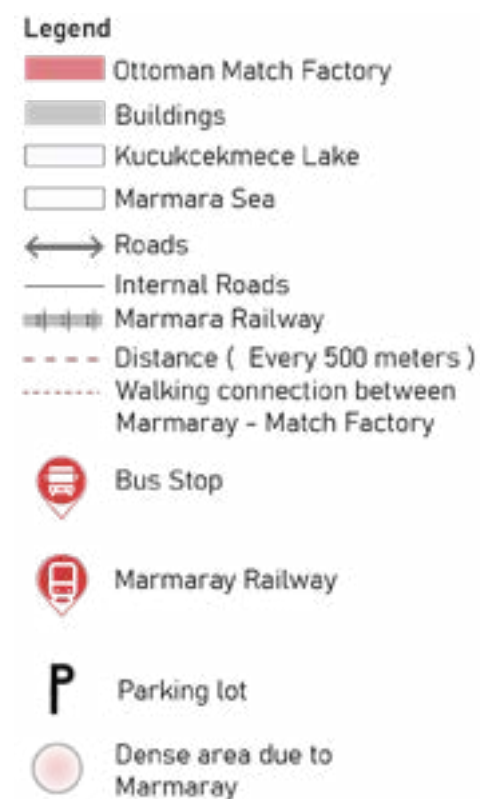 Legend
Ottoman Match Factory
Buildings
Kucukcekmece Lake
Marmara Sea
Roads
Internal Roads
Marmara Railway
Distance ( Every 500 meters )
Walking connection between
Marmaray - Match Factory
Bus Stop
Marmaray Railway
P Parking lot
Dense area due to
Marmaray